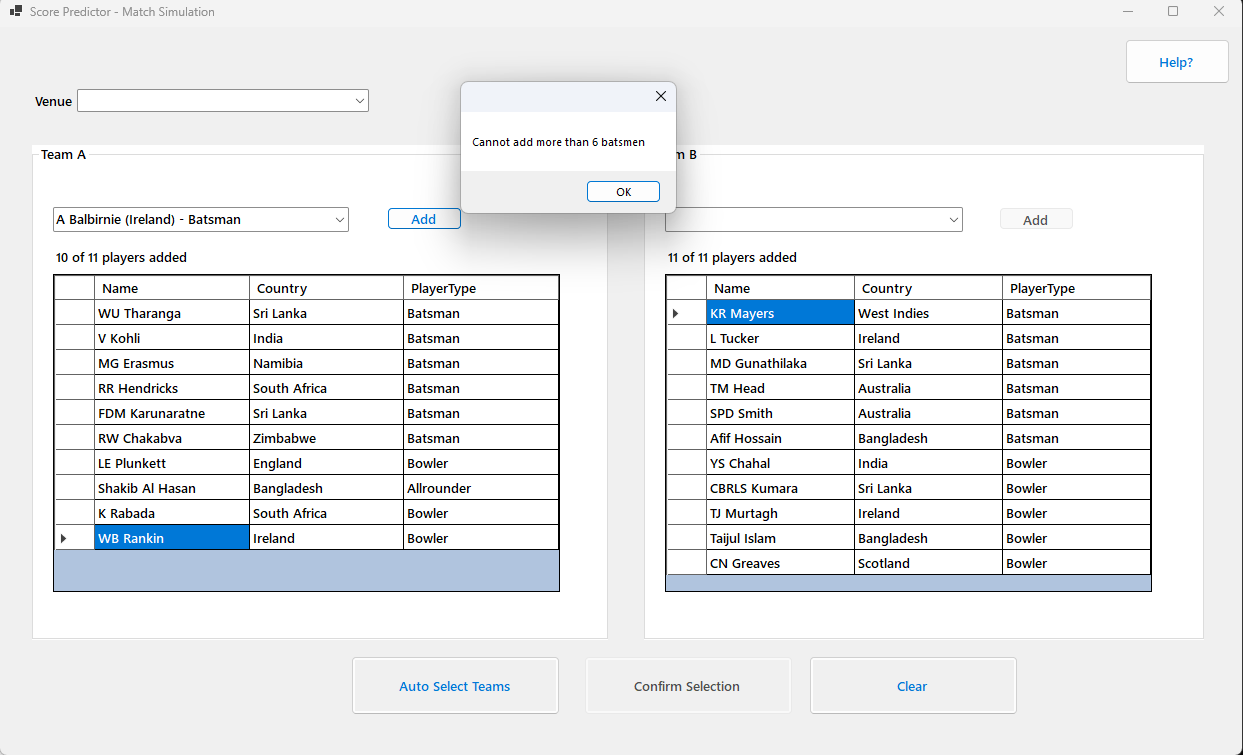 Score Predictor - Match Simulation
Help?
Venue
Cannot add more than 6 batsmen
OK
Team A
m B
A Balbirnie (Ireland) - Batsman
Add
Add
10 of 11 players added
11 of 11 players added
Name Country PlayerType
WU Tharanga Sri Lanka Batsman
V Kohli India Batsman
MG Erasmus Namibia Batsman
RR Hendricks South Africa Batsman
FDM Karunaratne Sri Lanka Batsman
RW Chakabva Zimbabwe Batsman
LE Plunkett England Bowler
Shakib Al Hasan Bangladesh Allrounder
K Rabada South Africa Bowler
WB Rankin Ireland Bowler
Name Country PlayerType
KR Mayers West Indies Batsman
L Tucker Ireland Batsman
MD Gunathilaka Sri Lanka Batsman
TM Head Australia Batsman
SPD Smith Australia Batsman
Afif Hossain Bangladesh Batsman
YS Chahal India Bowler
CBRLS Kumara Sri Lanka Bowler
TJ Murtagh Ireland Bowler
Taijul Islam Bangladesh Bowler
CN Greaves Scotland Bowler
Auto Select Teams
Confirm Selection
Clear